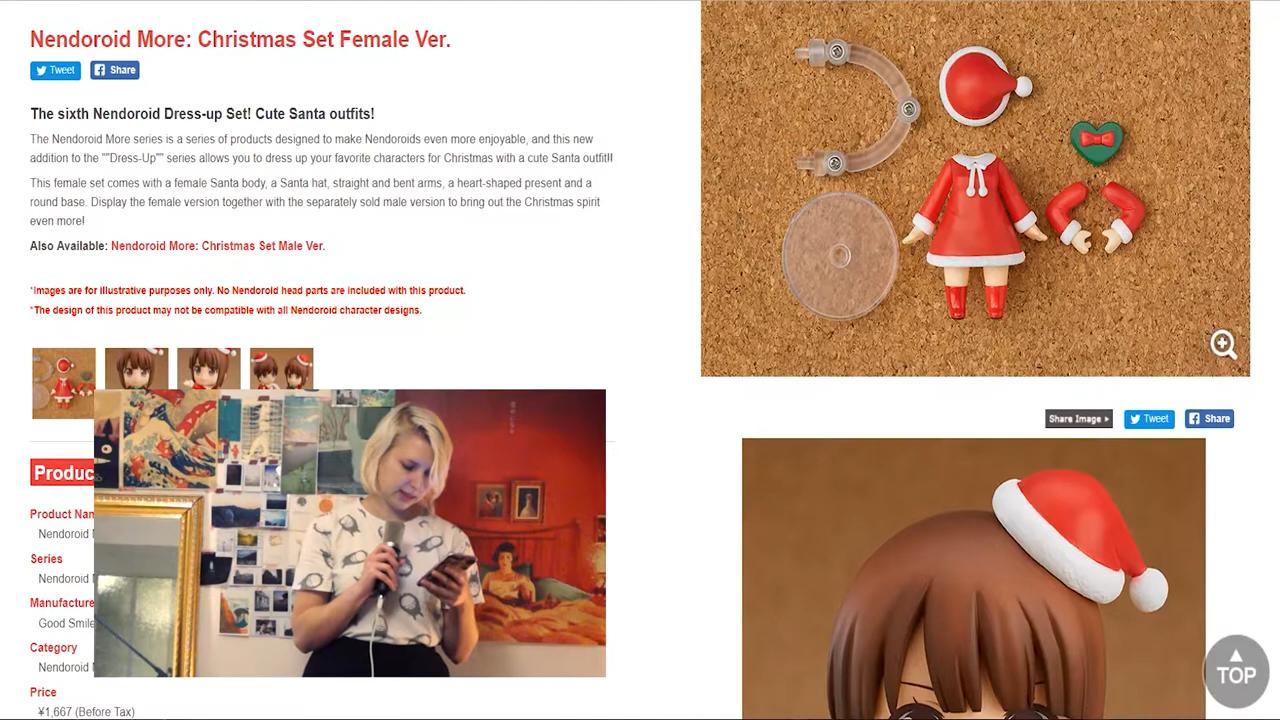 Nendoroid More: Christmas Set Female Ver.
Tweet
Share
The sixth Nendoroid Dress-up Set! Cute Santa outfits!
The Nendoroid More series is a series of products designed to make Nendoroids even more enjoyable, and this new
addition to the ""Dress-Up"" series allows you to dress up your favorite characters for Christmas with a cute Santa outfit!!
This female set comes with a female Santa body, a Santa hat, straight and bent arms, a heart-shaped present and a
round base. Display the female version together with the separately sold male version to bring out the Christmas spirit
even more!
Also Available: Nendoroid More: Christmas Set Male Ver.
*Images are for illustrative purposes only. No Nendoroid head parts are included with this product.
*The design of this product may not be compatible with all Nendoroid character designs.
Produc
Product Nam
Nendoroid
Series
Nendoroid
Manufacture
Good Smile
Category
Nendoroid
Price
¥1,667 (Before Tax)
Share Image
Tweet
Share
TOP